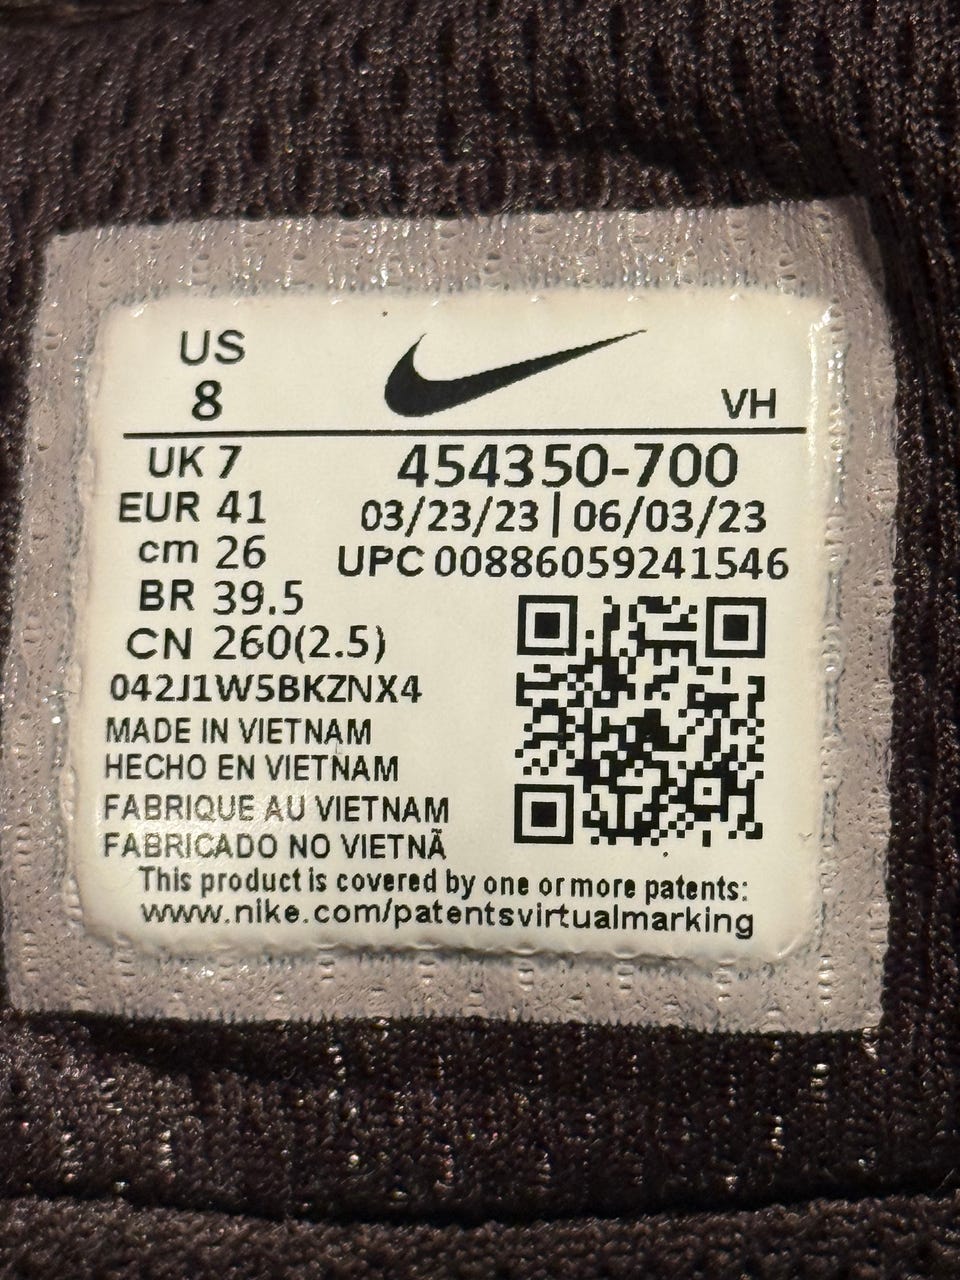 US
8
VH
UK 7
454350-700
EUR 41
03/23/23 | 06/03/23
cm 26
UPC 00886059241546
BR 39.5
CN 260(2.5)
042J1W5BKZNX4
MADE IN VIETNAM
HECHO EN VIETNAM
FABRIQUE AU VIETNAM
FABRICADO NO VIETNÃ
This product is covered by one or more patents:
www.nike.com/patentsvirtualmarking